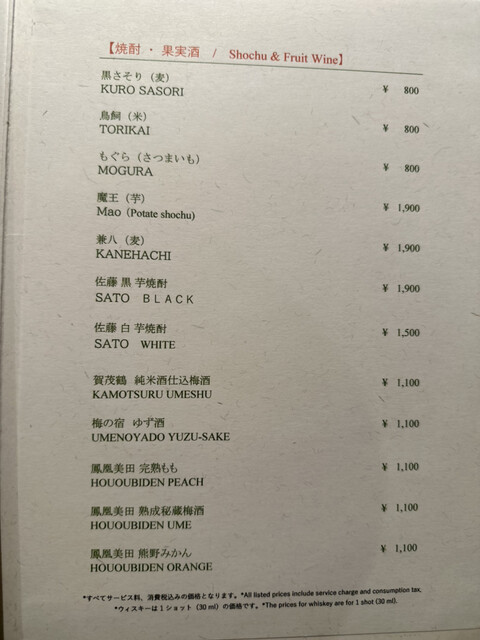 【焼酎 ・ 果実酒 / Shochu & Fruit Wine】
黒さそり（麦） ¥ 800
KURO SASORI
鳥飼（米） ¥ 800
TORIKAI
もぐら（さつまいも） ¥ 800
MOGURA
魔王（芋） ¥ 1,900
Mao（Potate shochu)
兼八（麦） ¥ 1,900
KANEHACHI
佐藤 黒 芋焼酎 ¥ 1,900
SATO BLACK
佐藤 白 芋焼酎 ¥ 1,500
SATO WHITE
賀茂鶴 純米酒仕込梅酒 ¥ 1,100
KAMOTSURU UMESHU
梅の宿 ゆず酒 ¥ 1,100
UMENOYADO YUZU-SAKE
鳳凰美田 完熟もも ¥ 1,100
HOUOUBIDEN PEACH
鳳凰美田 熟成秘蔵梅酒 ¥ 1,100
HOUOUBIDEN UME
鳳凰美田 熊野みかん ¥ 1,100
HOUOUBIDEN ORANGE
*すべてサービス料、消費税込みの価格となります。*All listed prices include service charge and consumption tax.
*ウィスキーは１ショット（30 ml）の価格です。*The prices for whiskey are for 1 shot (30 ml).